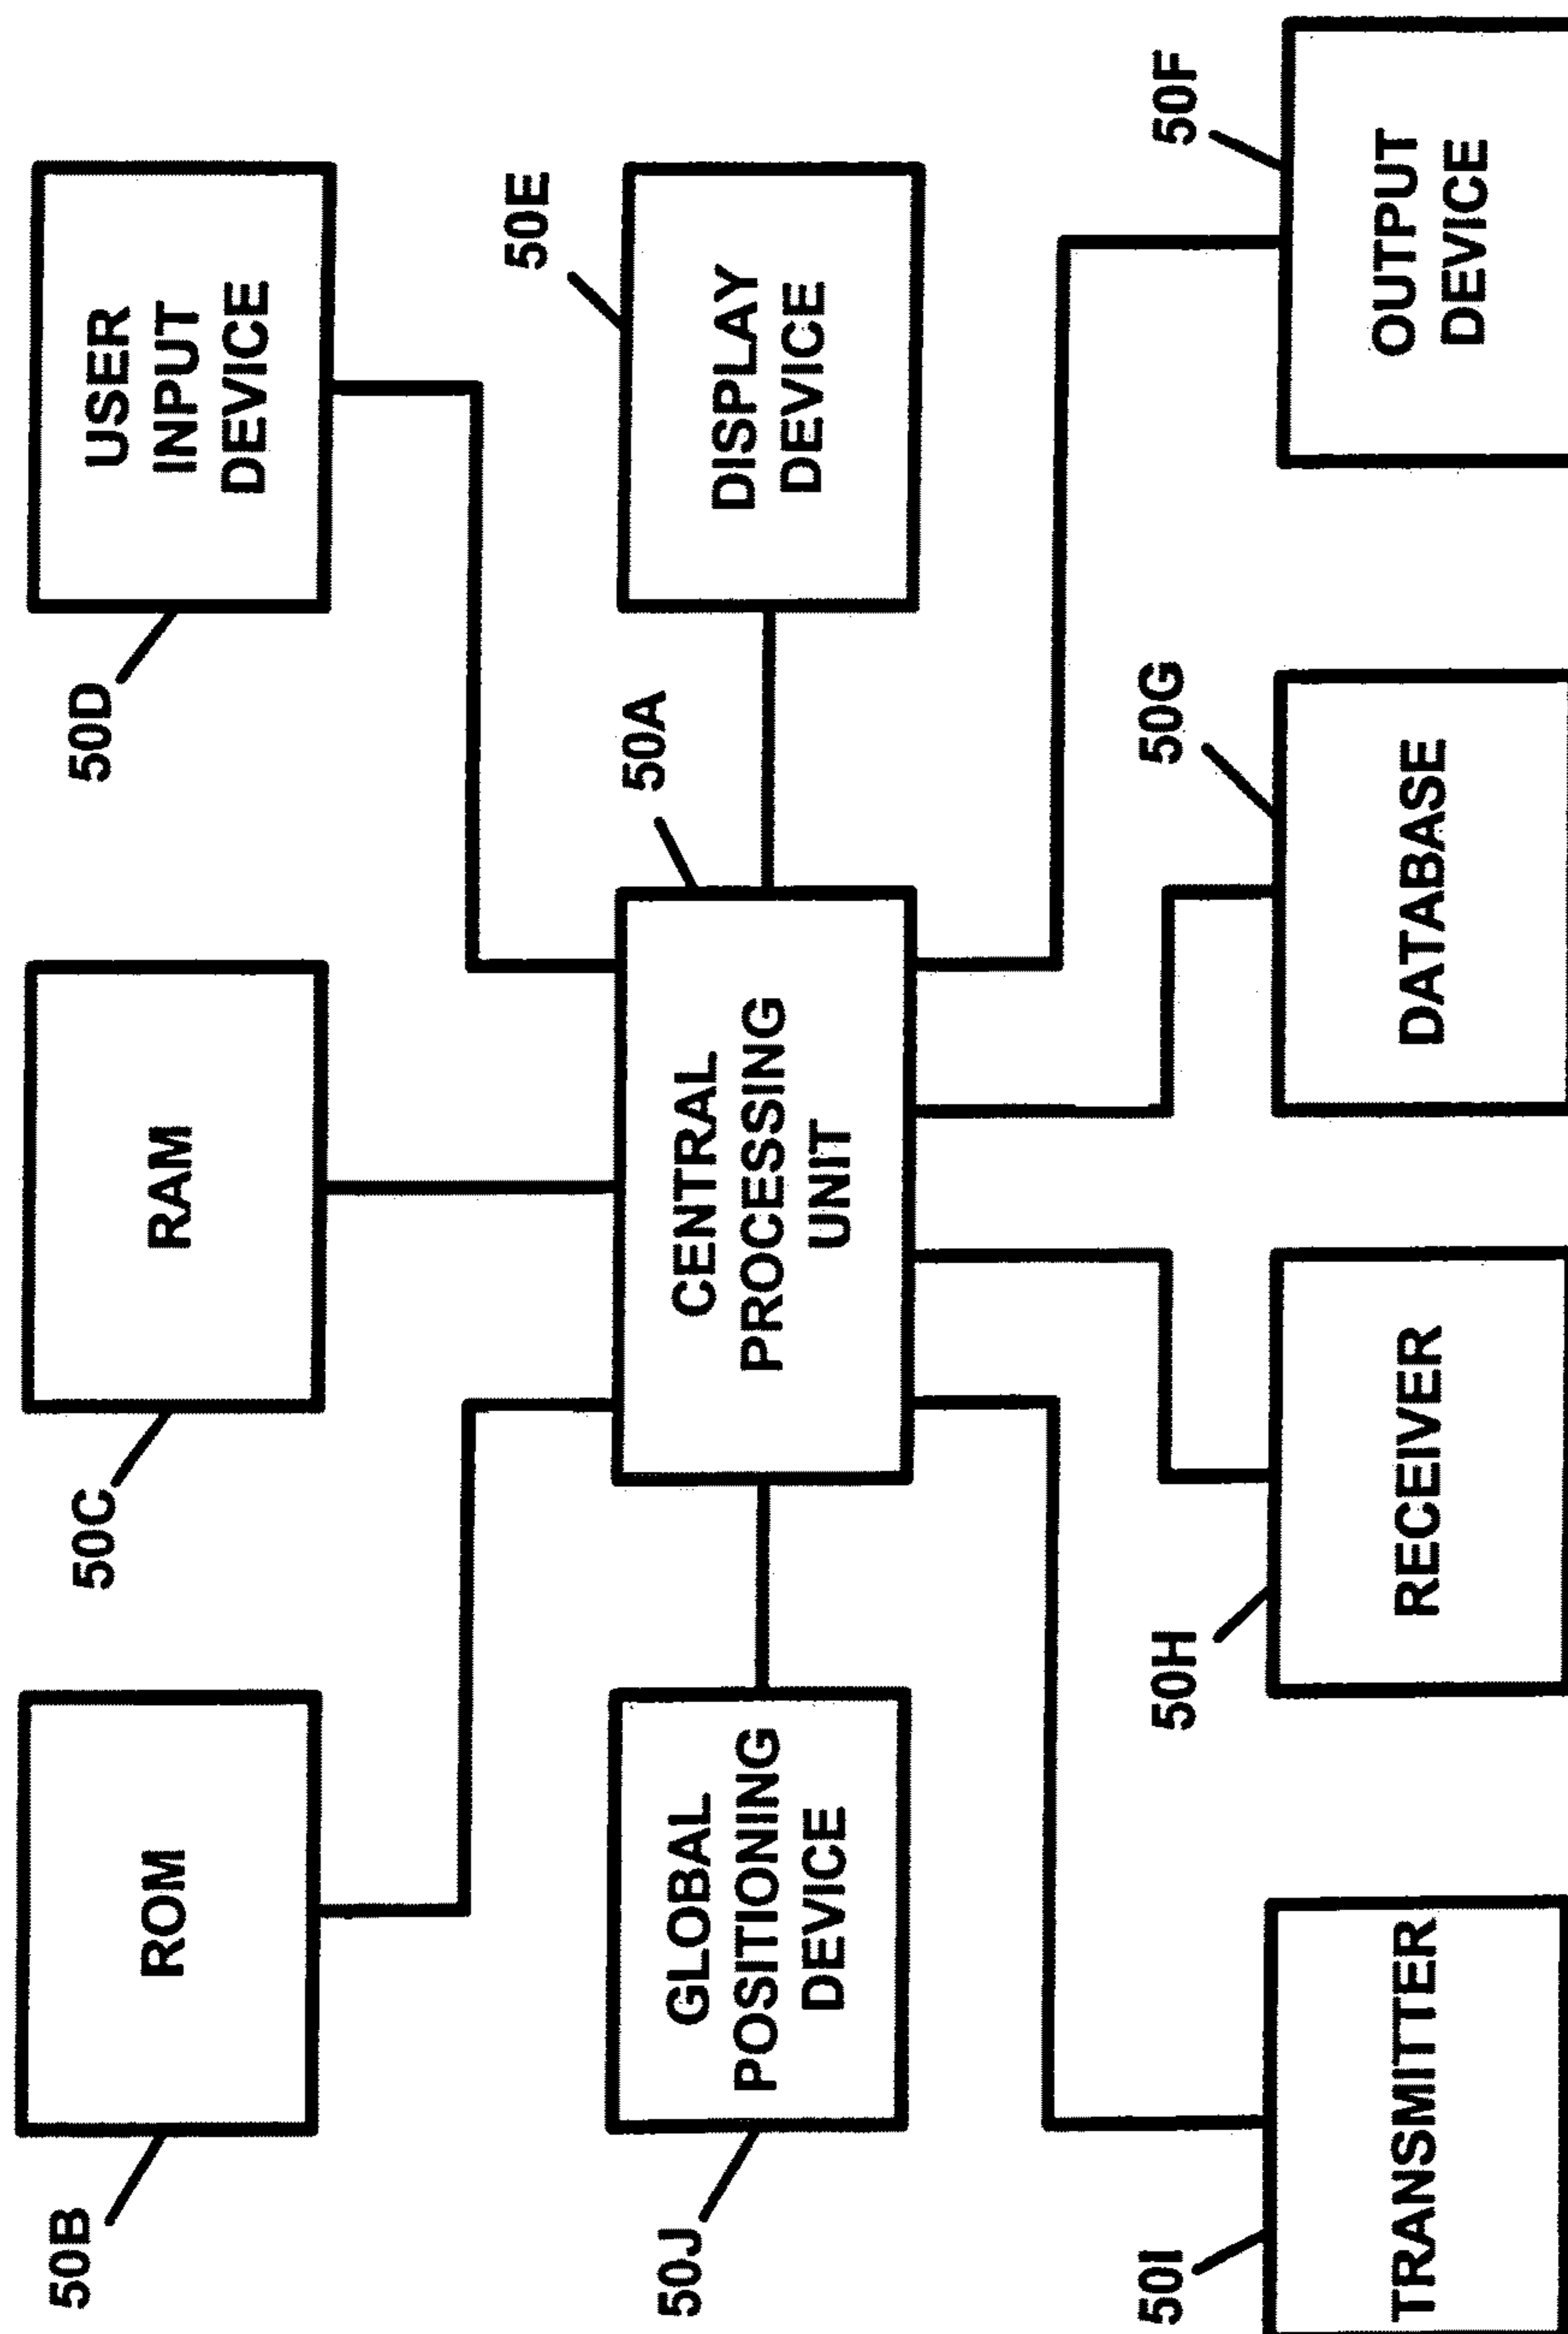 50B
ROM
50C
RAM
50D
USER
INPUT
DEVICE
50J
GLOBAL
POSITIONING
DEVICE
50A
CENTRAL
PROCESSING
UNIT
50E
DISPLAY
DEVICE
50I
TRANSMITTER
50H
RECEIVER
50G
DATABASE
50F
OUTPUT
DEVICE